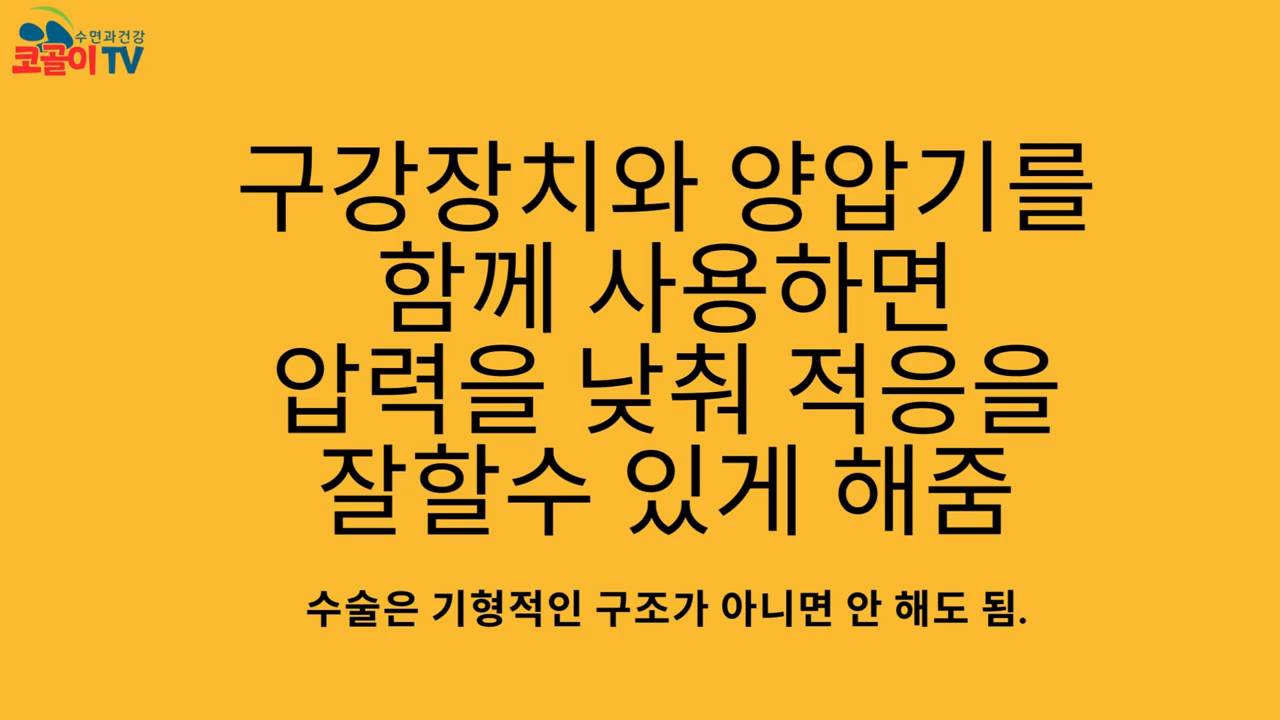 수면과건강
코골이 TV
구강장치와 양압기를
함께 사용하면
압력을 낮춰 적응을
잘할수 있게 해줌
수술은 기형적인 구조가 아니면 안 해도 됨.